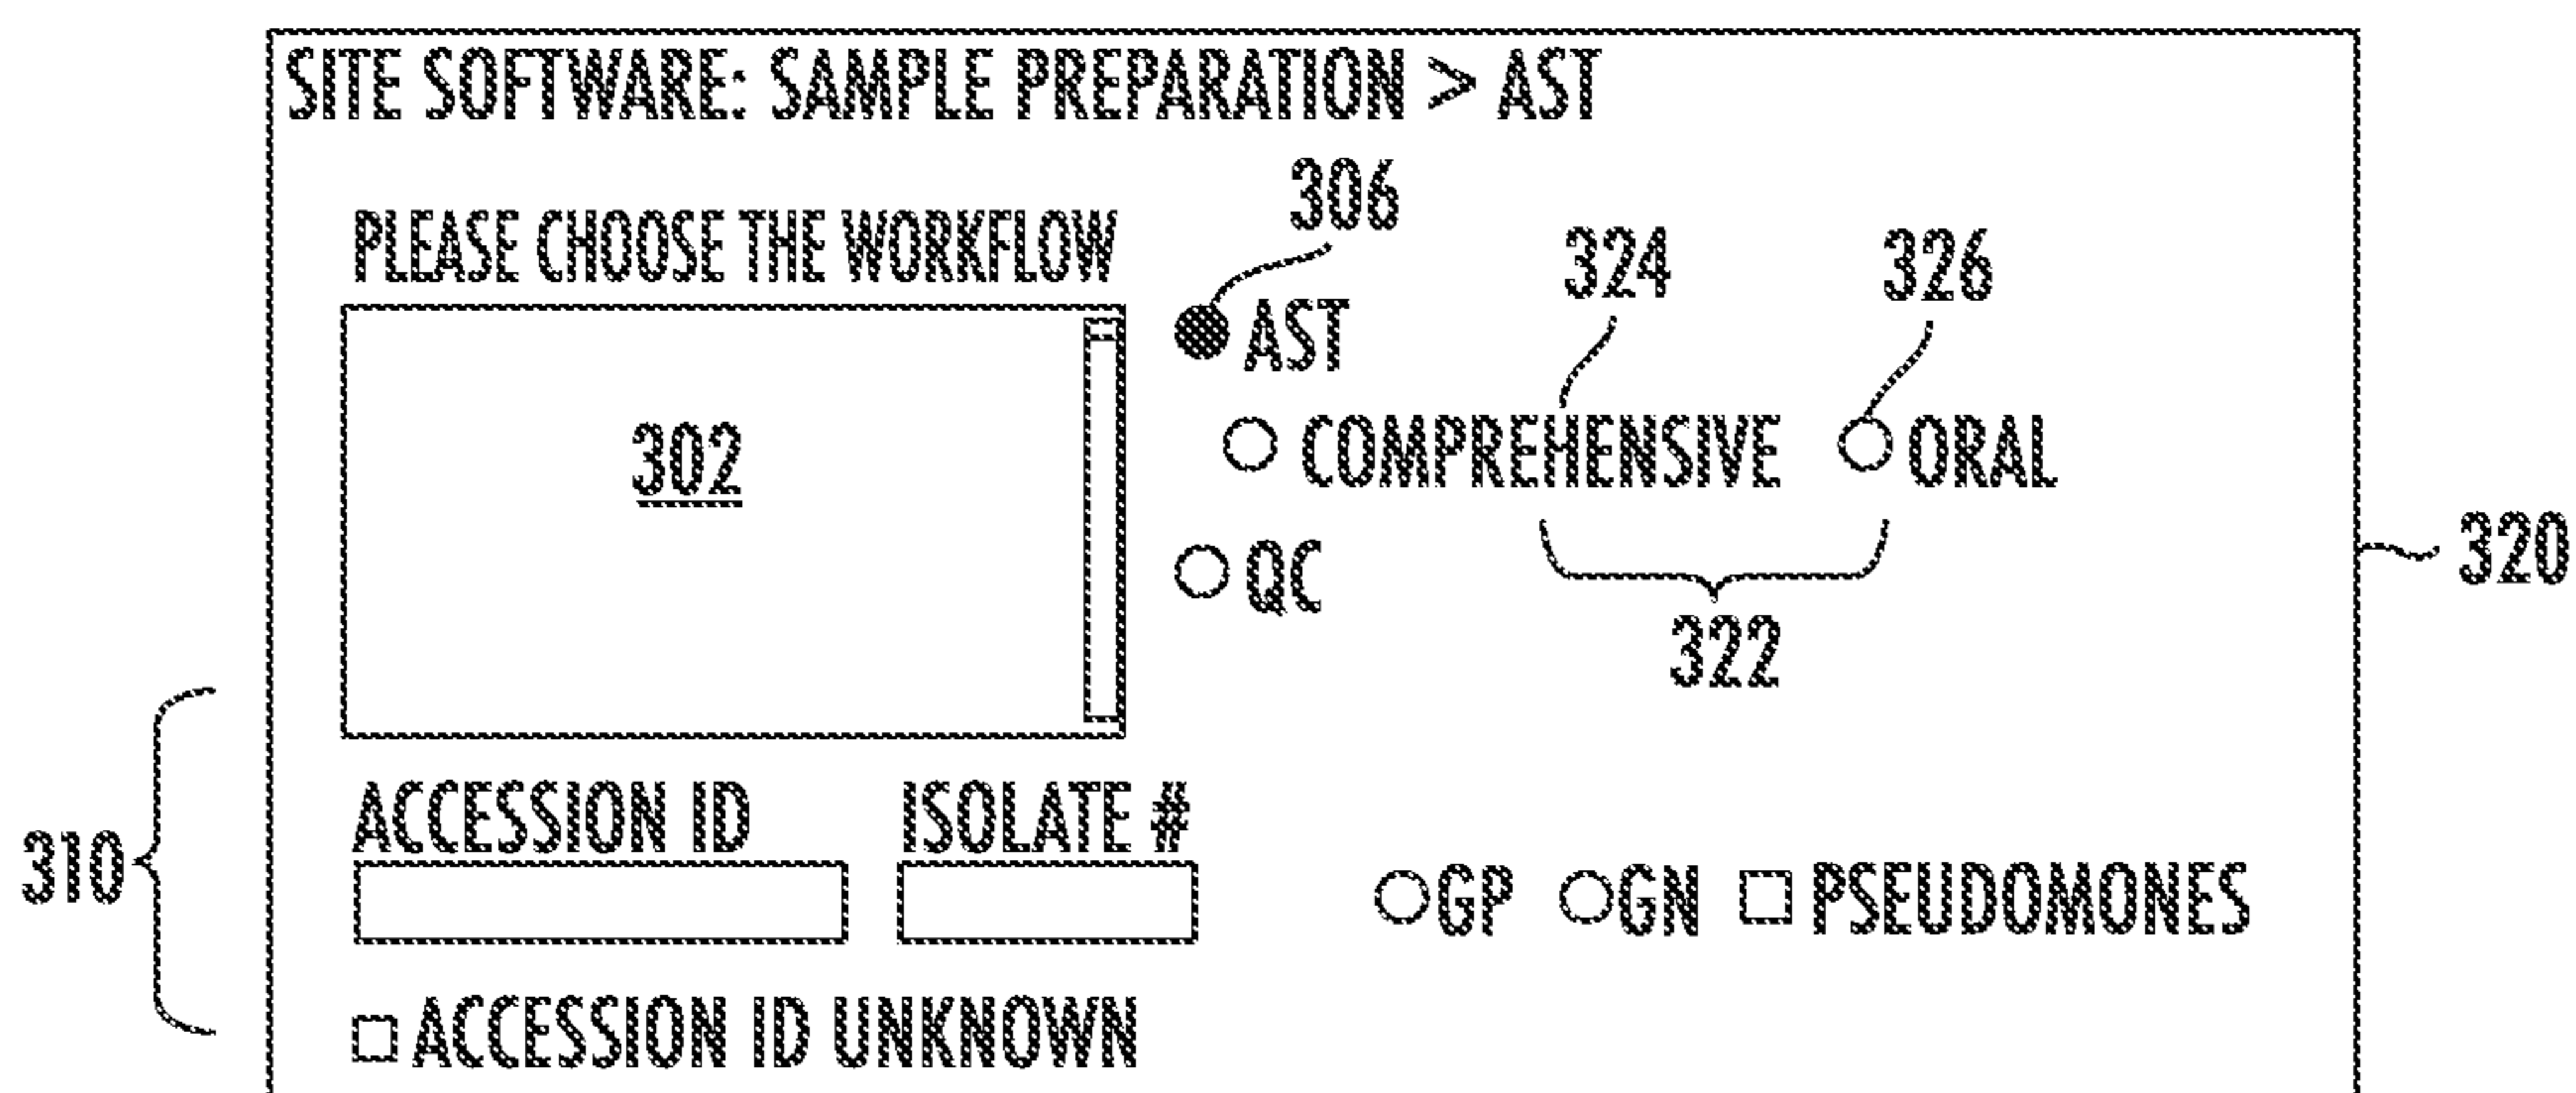 SITE SOFTWARE: SAMPLE PREPARATION > AST
306
PLEASE CHOOSE THE WORKFLOW
324
326
AST
302
COMPREHENSIVE
ORAL
320
QC
322
310
ACCESSION ID
ISOLATE #
GP
GN
PSEUDOMONES
ACCESSION ID UNKNOWN